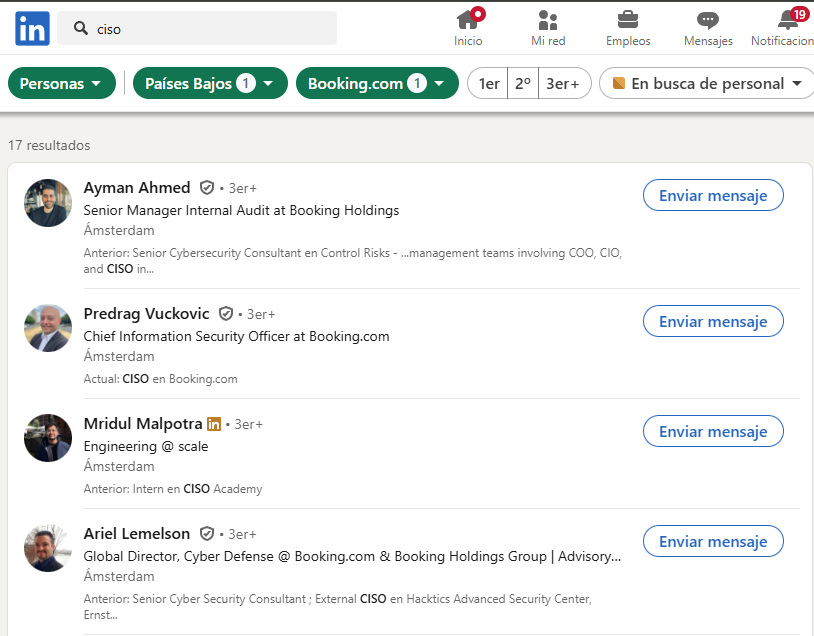 in
ciso
Inicio
Mi red
Empleos
Mensajes
19
Notificacion
Personas
Países Bajos 1
Booking.com 1
1er
2º
3er+
En busca de personal
17 resultados
Ayman Ahmed • 3er+
Enviar mensaje
Senior Manager Internal Audit at Booking Holdings
Ámsterdam
Anterior: Senior Cybersecurity Consultant en Control Risks - ...management teams involving COO, CIO,
and CISO in...
Predrag Vuckovic • 3er+
Enviar mensaje
Chief Information Security Officer at Booking.com
Ámsterdam
Actual: CISO en Booking.com
Mridul Malpotra in • 3er+
Enviar mensaje
Engineering @ scale
Ámsterdam
Anterior: Intern en CISO Academy
Ariel Lemelson • 3er+
Enviar mensaje
Global Director, Cyber Defense @ Booking.com & Booking Holdings Group | Advisory...
Ámsterdam
Anterior: Senior Cyber Security Consultant ; External CISO en Hacktics Advanced Security Center,
Ernst...